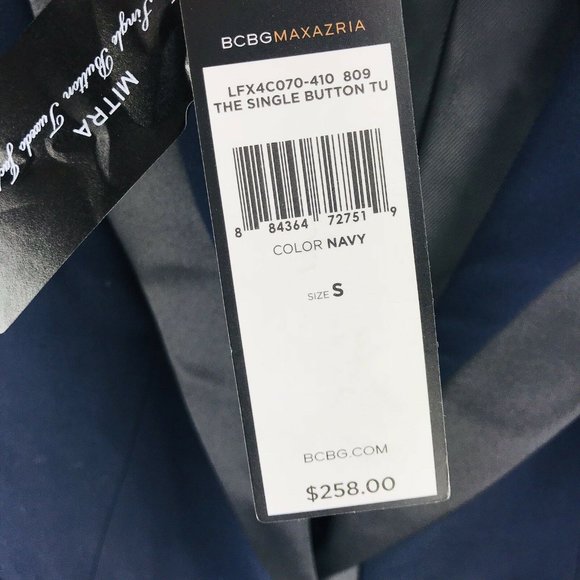 MITRA
Single Button Tuxedo
BCBGMAXAZRIA
LFX4C070-410 809
THE SINGLE BUTTON TU
8 84364 72751 9
COLOR NAVY
SIZE S
BCBG.COM
$258.00